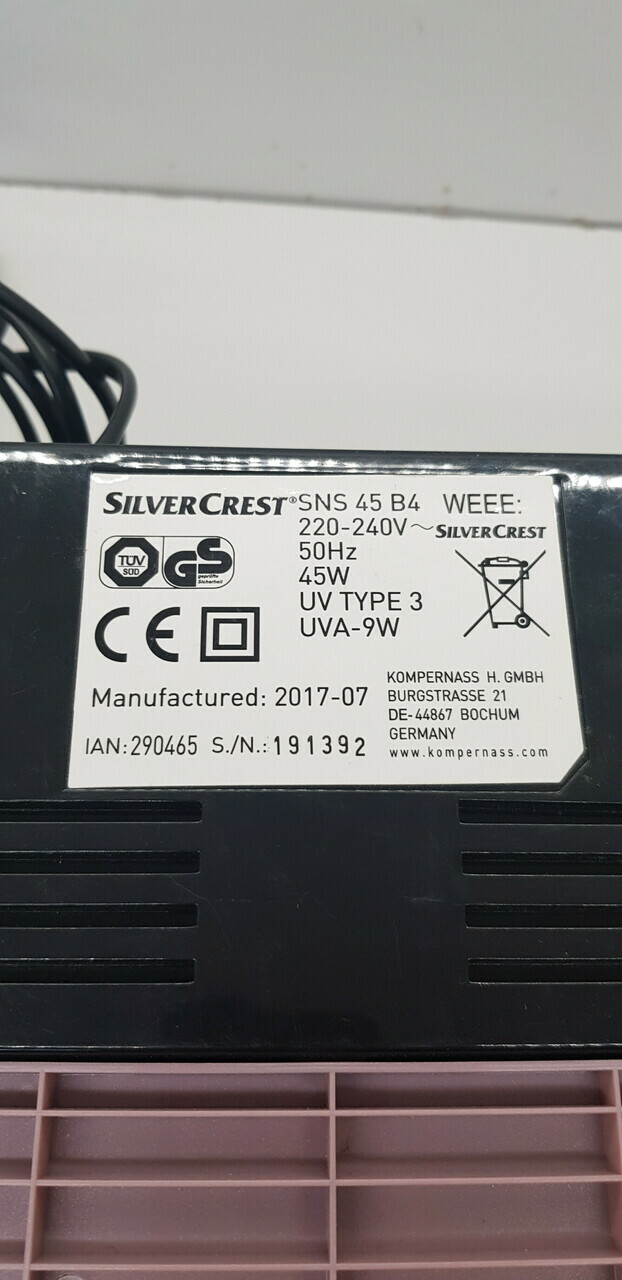 SILVERCREST® SNS 45 B4 WEEE:
220-240V~ SILVERCREST
50Hz
45W
UV TYPE 3
UVA-9W
TÜV
SÜD
GS
geprüfte
Sicherheit
CE
Manufactured: 2017-07
KOMPERNASS H. GMBH
BURGSTRASSE 21
DE-44867 BOCHUM
GERMANY
www.kompernass.com
IAN:290465 S./N.:191392